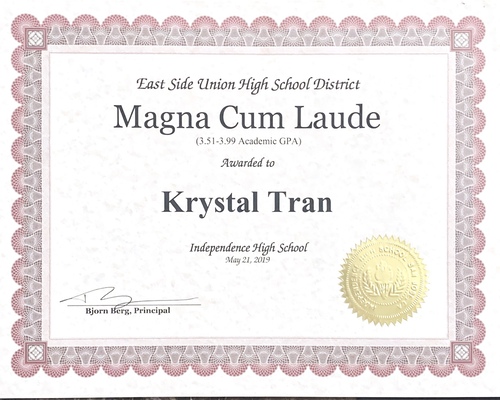 East Side Union High School District
Magna Cum Laude
(3.51-3.99 Academic GPA)
Awarded to
Krystal Tran
Independence High School
May 21, 2019
Bjorn Berg, Principal